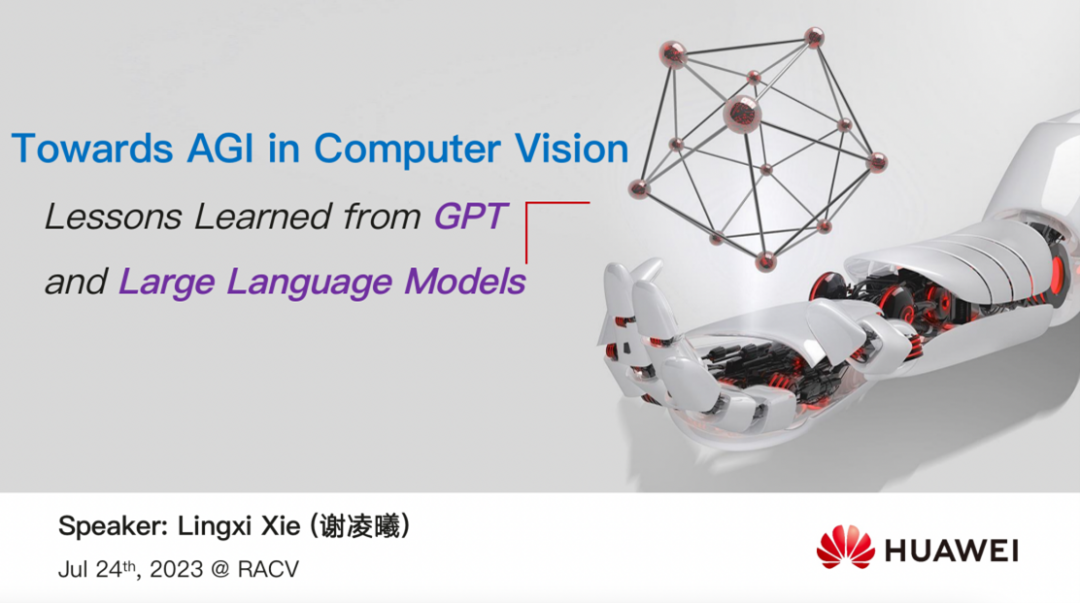 Towards AGI in Computer Vision
Lessons Learned from GPT
and Large Language Models
Speaker: Lingxi Xie (谢凌曦)
Jul 24th, 2023 @ RACV
HUAWEI